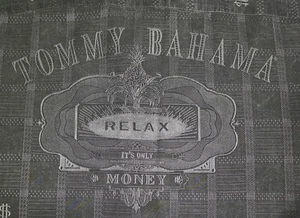 TOMMY BAHAMA
RELAX
IT'S ONLY
MONEY
$